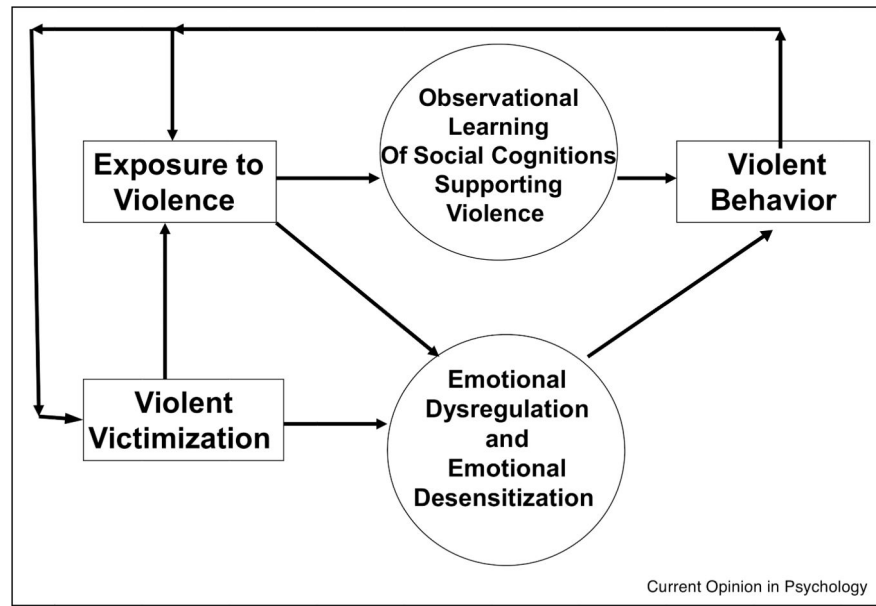 Observational
Learning
Of Social Cognitions
Supporting
Violence
Exposure to
Violence
Violent
Behavior
Violent
Victimization
Emotional
Dysregulation
and
Emotional
Desensitization
Current Opinion in Psychology